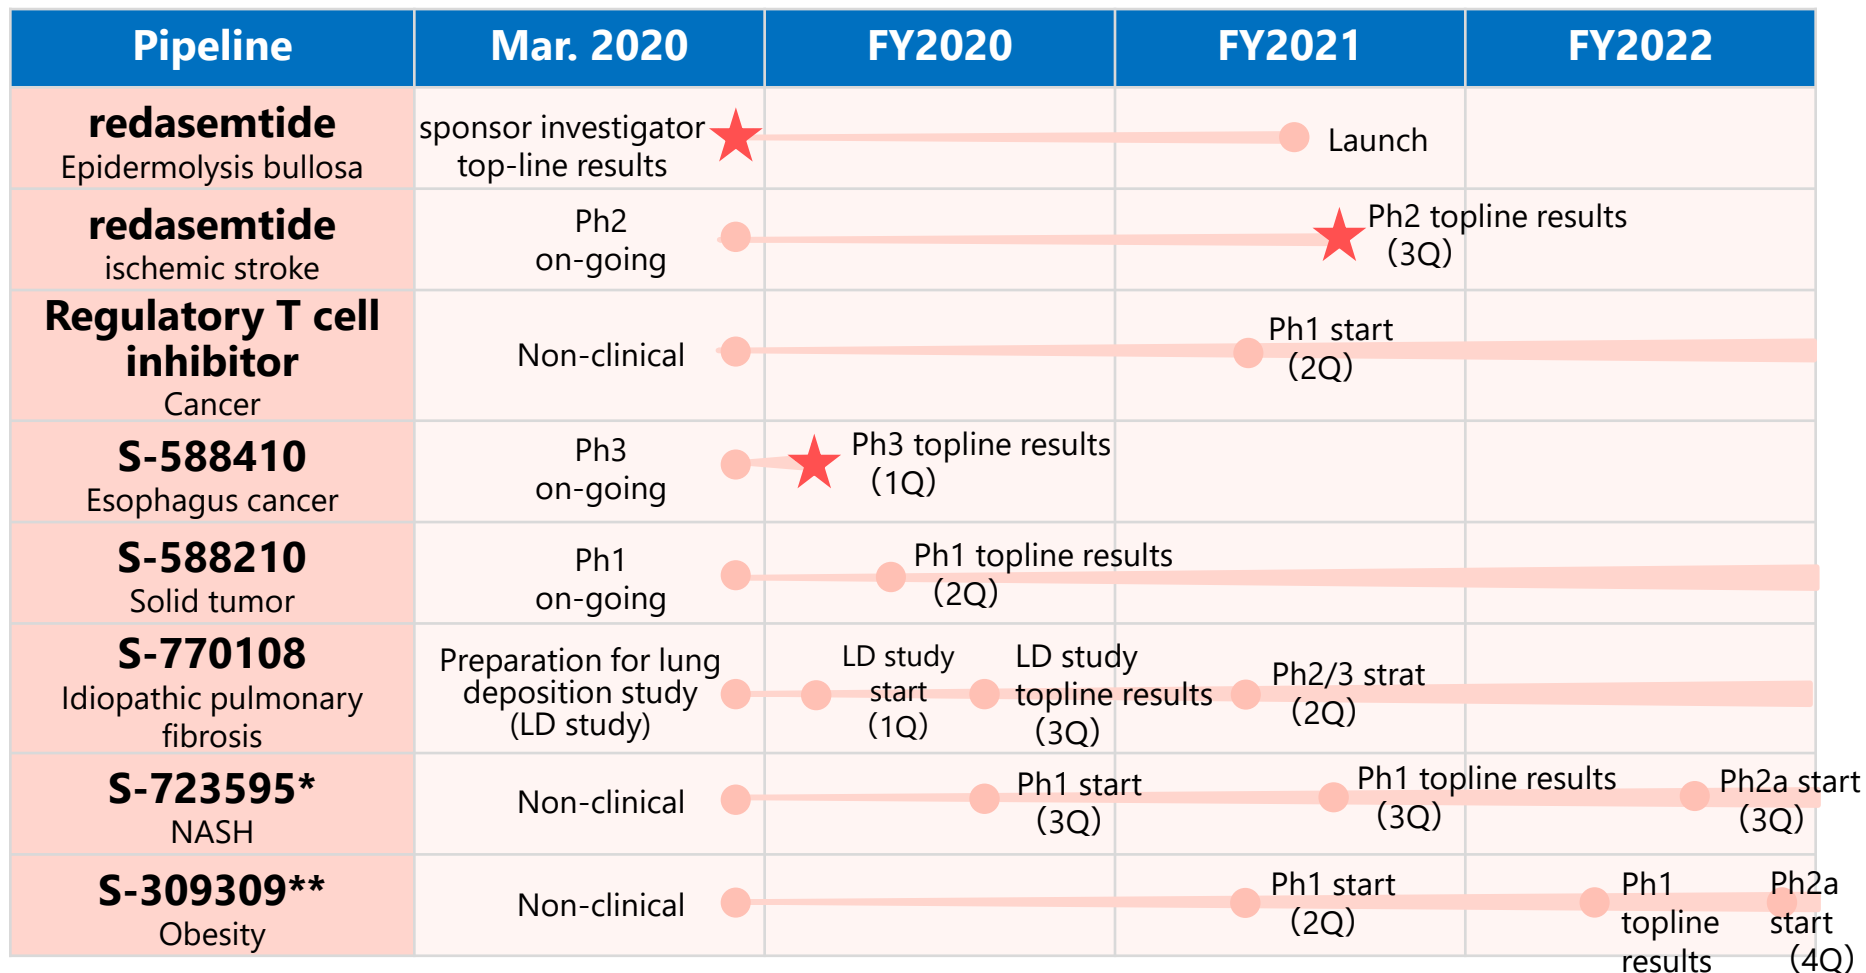 Pipeline
Mar. 2020
FY2020
FY2021
FY2022
redasemtide
Epidermolysis bullosa
sponsor investigator
top-line results
Launch
redasemtide
ischemic stroke
Ph2
on-going
Ph2 topline results
（3Q）
Regulatory T cell
inhibitor
Cancer
Non-clinical
Ph1 start
（2Q）
S-588410
Esophagus cancer
Ph3
on-going
Ph3 topline results
（1Q）
S-588210
Solid tumor
Ph1
on-going
Ph1 topline results
（2Q）
S-770108
Idiopathic pulmonary
fibrosis
Preparation for lung
deposition study
(LD study)
LD study
start
（1Q）
LD study
topline results
（3Q）
Ph2/3 strat
（2Q）
S-723595*
NASH
Non-clinical
Ph1 start
（3Q）
Ph1 topline results
（3Q）
Ph2a start
（3Q）
S-309309**
Obesity
Non-clinical
Ph1 start
（2Q）
Ph1
topline
results
Ph2a
start
（4Q）